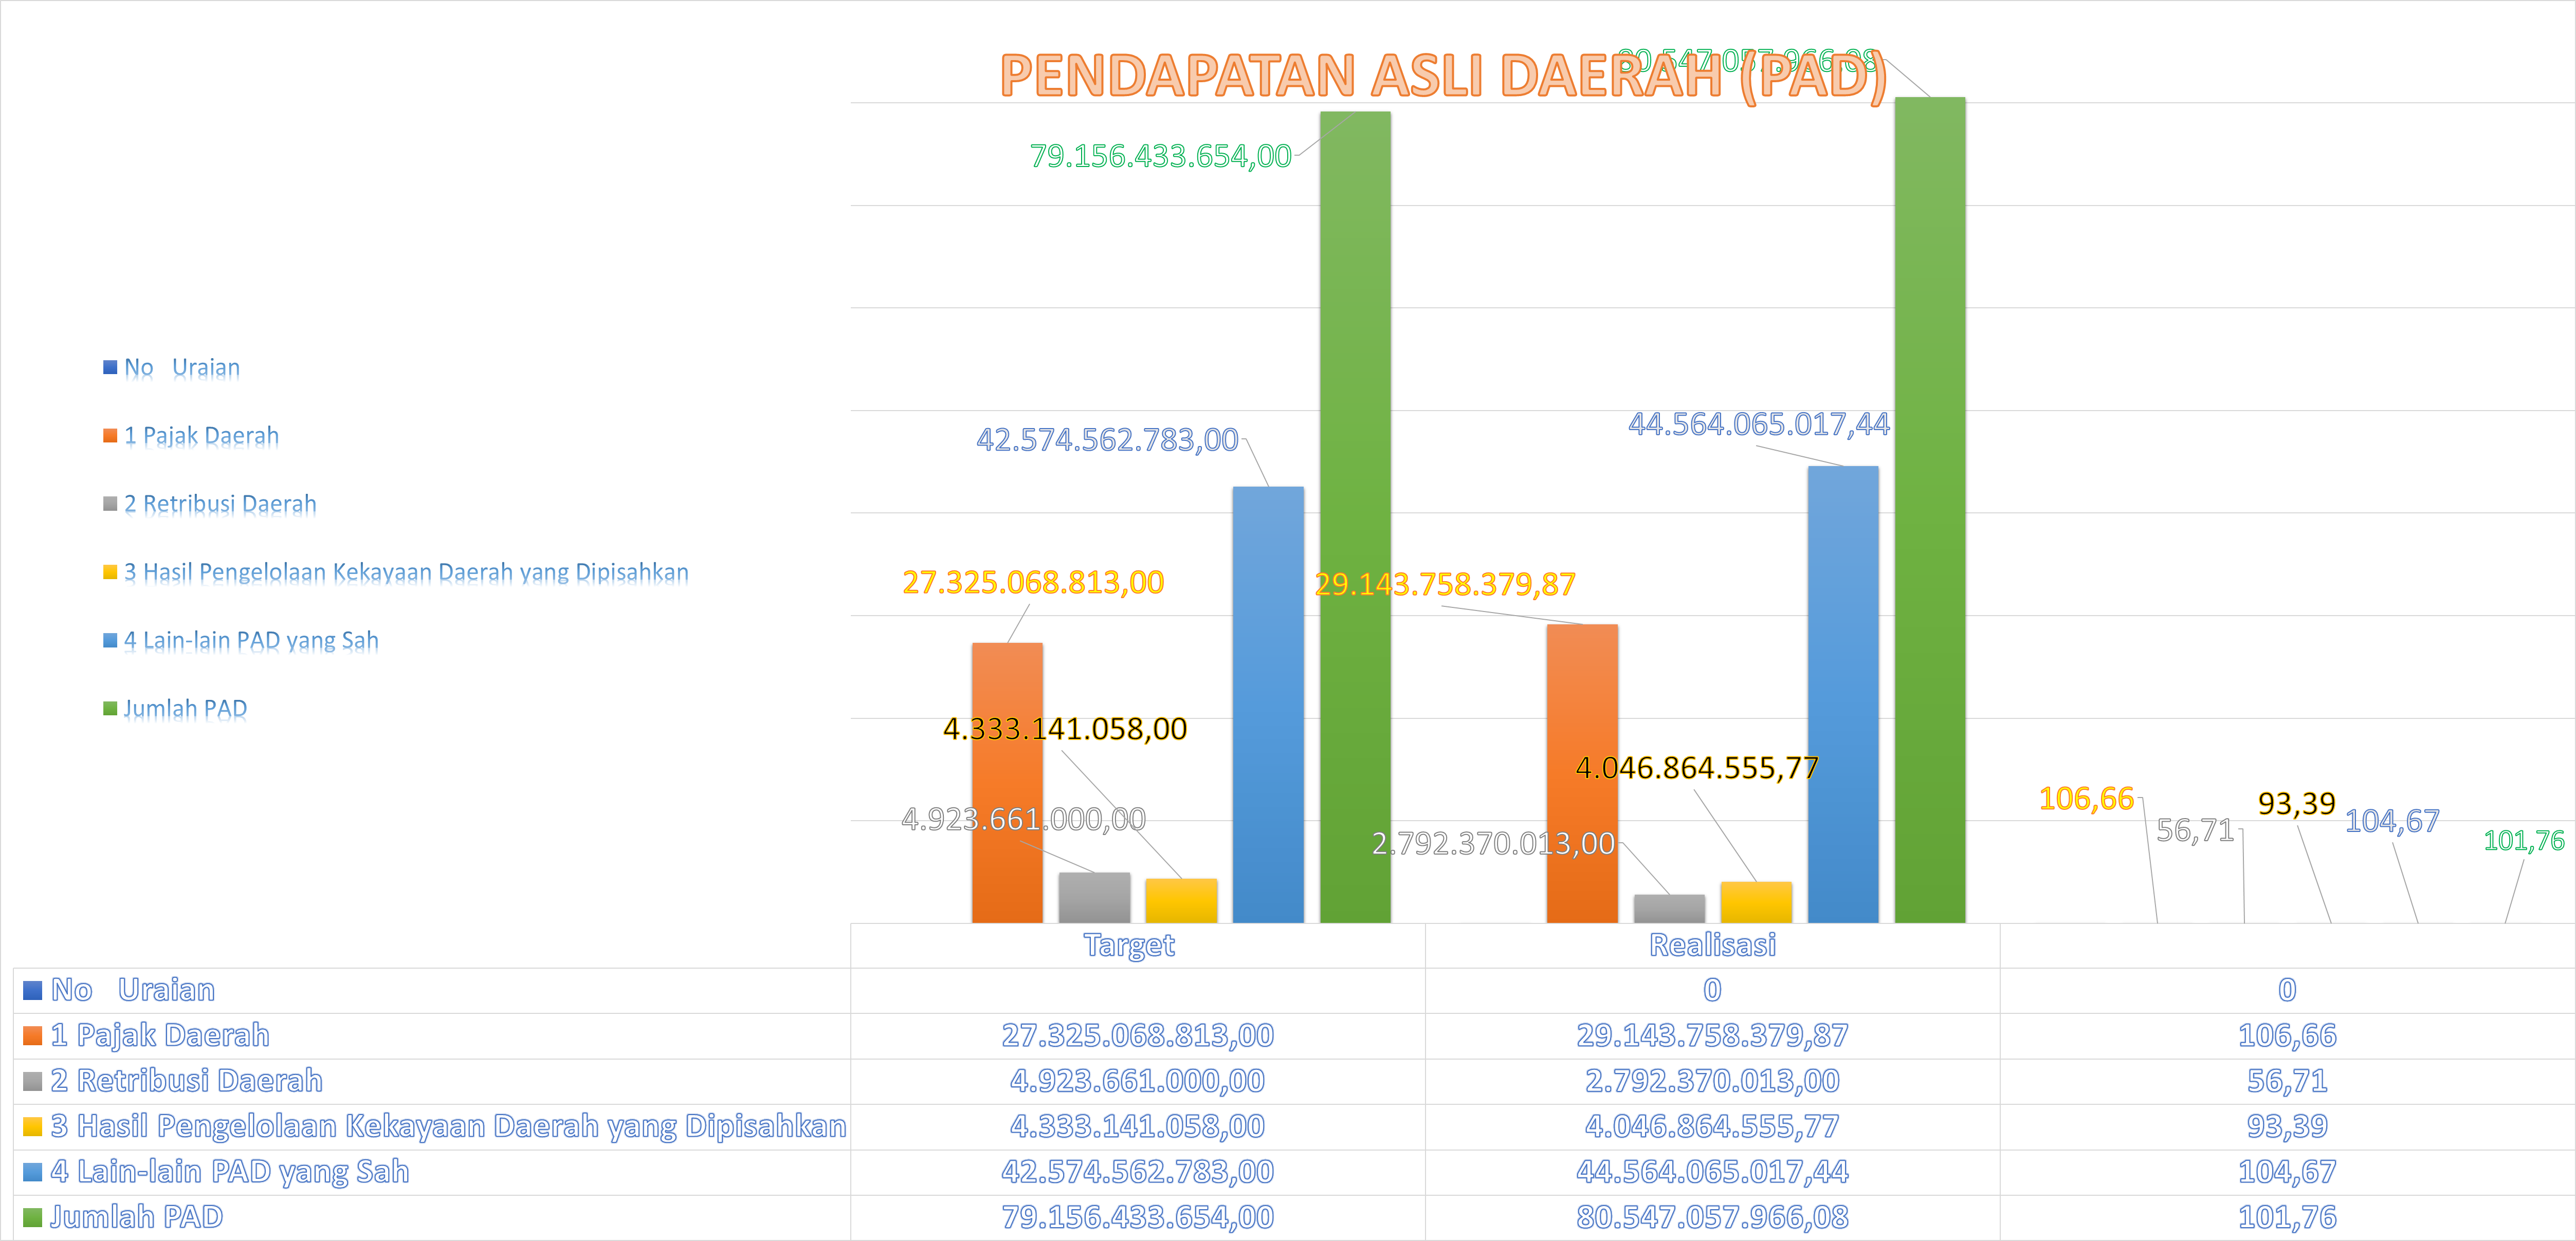 PENDAPATAN ASLI DAERAH (PAD)
80.547.057.966,08
79.156.433.654,00
42.574.562.783,00
44.564.065.017,44
27.325.068.813,00
29.143.758.379,87
4.333.141.058,00
4.046.864.555,77
4.923.661.000,00
2.792.370.013,00
106,66
56,71
93,39
104,67
101,76
No Uraian
1 Pajak Daerah
2 Retribusi Daerah
3 Hasil Pengelolaan Kekayaan Daerah yang Dipisahkan
4 Lain-lain PAD yang Sah
Jumlah PAD
Target Realisasi
No Uraian 0 0
1 Pajak Daerah 27.325.068.813,00 29.143.758.379,87 106,66
2 Retribusi Daerah 4.923.661.000,00 2.792.370.013,00 56,71
3 Hasil Pengelolaan Kekayaan Daerah yang Dipisahkan 4.333.141.058,00 4.046.864.555,77 93,39
4 Lain-lain PAD yang Sah 42.574.562.783,00 44.564.065.017,44 104,67
Jumlah PAD 79.156.433.654,00 80.547.057.966,08 101,76